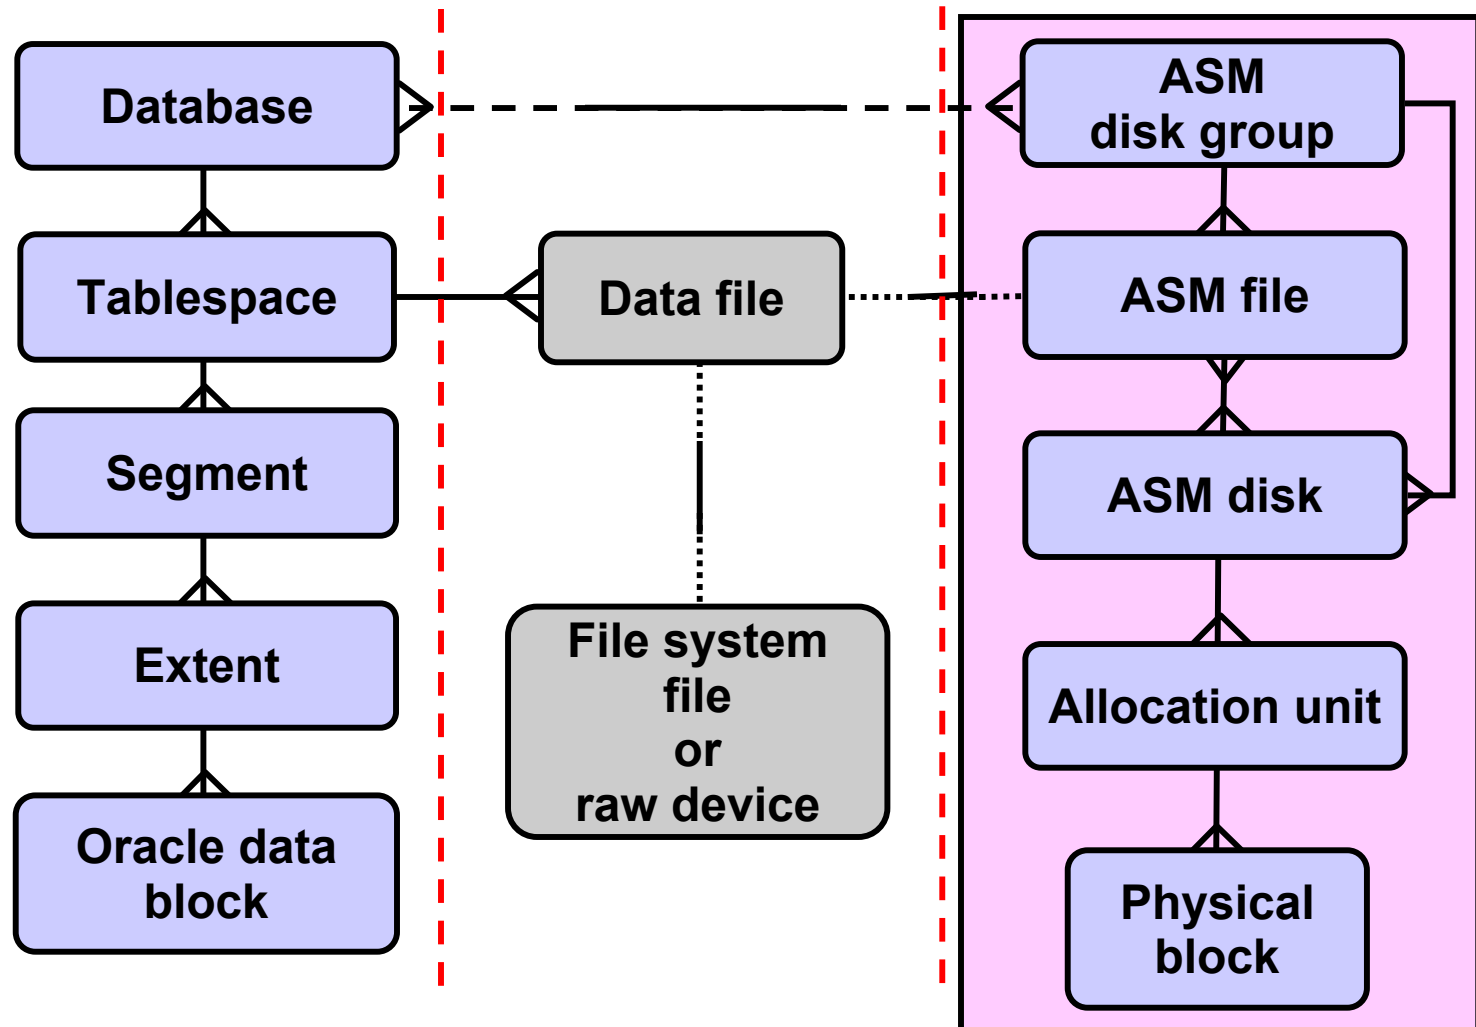 Database
Tablespace
Segment
Extent
Oracle data
block
Data file
File system
file
or
raw device
ASM
disk group
ASM file
ASM disk
Allocation unit
Physical
block